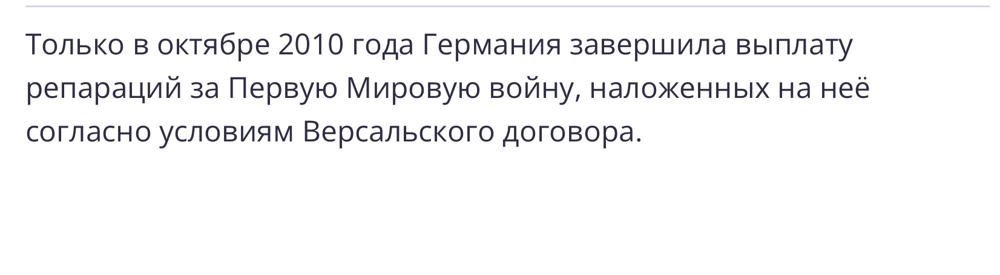 Только в октябре 2010 года Германия завершила выплату
репараций за Первую Мировую войну, наложенных на неё
согласно условиям Версальского договора.